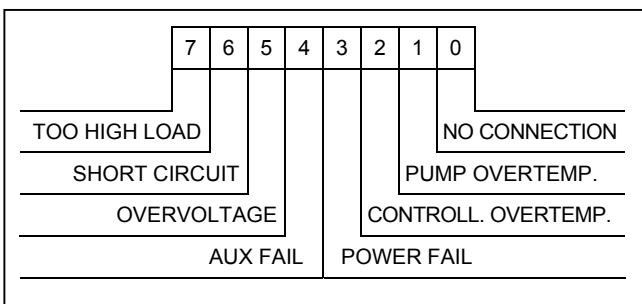 7 6 5 4 3 2 1 0
TOO HIGH LOAD NO CONNECTION
SHORT CIRCUIT PUMP OVERTEMP.
OVERVOLTAGE CONTROLL. OVERTEMP.
AUX FAIL POWER FAIL